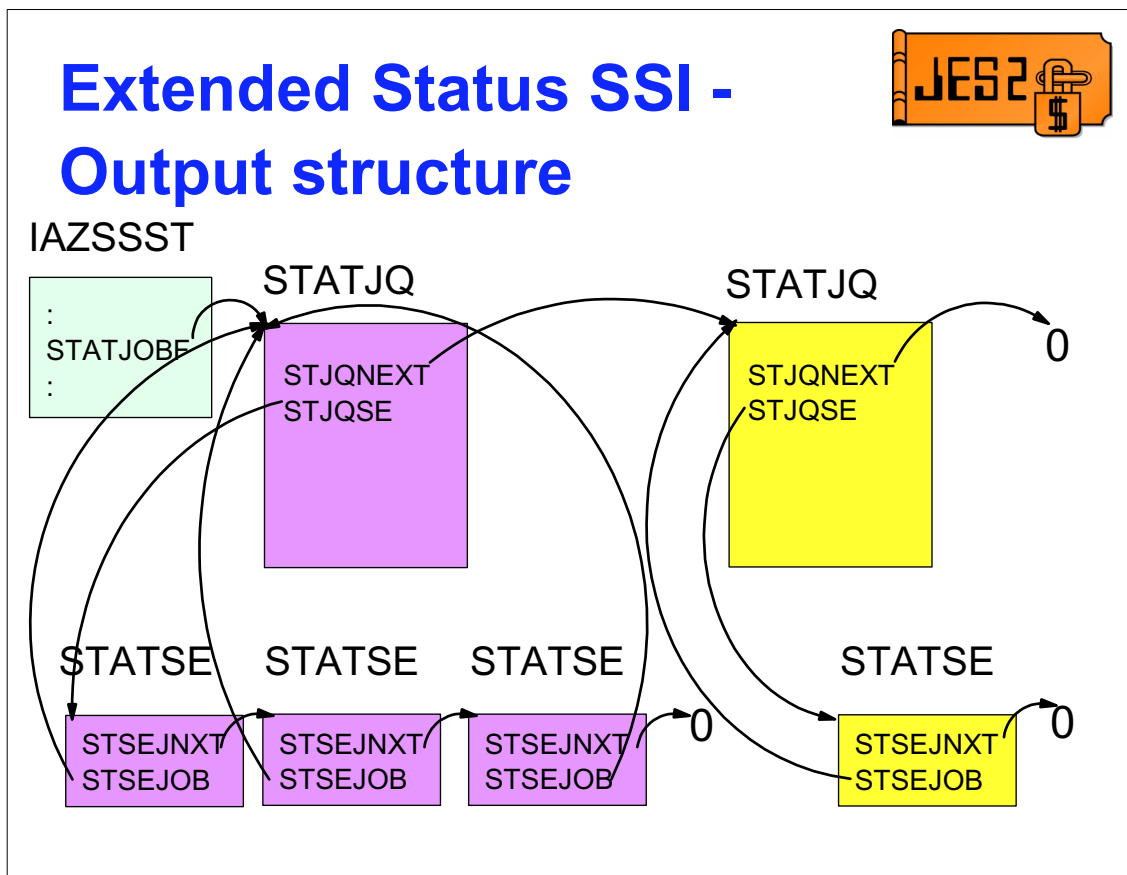 Extended Status SSI -
Output structure
JES2
$
IAZSSST
:
STATJOBF
:
STATJQ
STJQNEXT
STJQSE
STATJQ
STJQNEXT
STJQSE
0
STATSE
STSEJNXT
STSEJOB
STATSE
STSEJNXT
STSEJOB
STATSE
STSEJNXT
STSEJOB
0
STATSE
STSEJNXT
STSEJOB
0